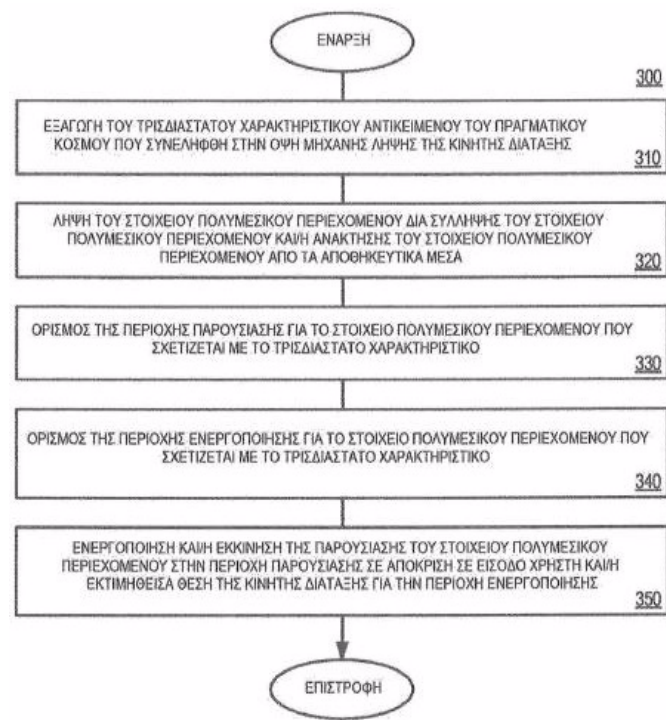 ΕΝΑΡΞΗ
300
ΕΞΑΓΩΓΗ ΤΟΥ ΤΡΙΣΔΙΑΣΤΑΤΟΥ ΧΑΡΑΚΤΗΡΙΣΤΙΚΟΥ ΑΝΤΙΚΕΙΜΕΝΟΥ ΤΟΥ ΠΡΑΓΜΑΤΙΚΟΥ
ΚΟΣΜΟΥ ΠΟΥ ΣΥΝΕΛΗΦΘΗ ΣΤΗΝ ΟΨΗ ΜΗΧΑΝΗΣ ΛΗΨΗΣ ΤΗΣ ΚΙΝΗΤΗΣ ΔΙΑΤΑΞΗΣ
310
ΛΗΨΗ ΤΟΥ ΣΤΟΙΧΕΙΟΥ ΠΟΛΥΜΕΣΙΚΟΥ ΠΕΡΙΕΧΟΜΕΝΟΥ ΔΙΑ ΣΥΛΛΗΨΗΣ ΤΟΥ ΣΤΟΙΧΕΙΟΥ
ΠΟΛΥΜΕΣΙΚΟΥ ΠΕΡΙΕΧΟΜΕΝΟΥ ΚΑΙ/Η ΑΝΑΚΤΗΣΗΣ ΤΟΥ ΣΤΟΙΧΕΙΟΥ ΠΟΛΥΜΕΣΙΚΟΥ
ΠΕΡΙΕΧΟΜΕΝΟΥ ΑΠΟ ΤΑ ΑΠΟΘΗΚΕΥΤΙΚΑ ΜΕΣΑ
320
ΟΡΙΣΜΟΣ ΤΗΣ ΠΕΡΙΟΧΗΣ ΠΑΡΟΥΣΙΑΣΗΣ ΓΙΑ ΤΟ ΣΤΟΙΧΕΙΟ ΠΟΛΥΜΕΣΙΚΟΥ ΠΕΡΙΕΧΟΜΕΝΟΥ ΠΟΥ
ΣΧΕΤΙΖΕΤΑΙ ΜΕ ΤΟ ΤΡΙΣΔΙΑΣΤΑΤΟ ΧΑΡΑΚΤΗΡΙΣΤΙΚΟ
330
ΟΡΙΣΜΟΣ ΤΗΣ ΠΕΡΙΟΧΗΣ ΕΝΕΡΓΟΠΟΙΗΣΗΣ ΓΙΑ ΤΟ ΣΤΟΙΧΕΙΟ ΠΟΛΥΜΕΣΙΚΟΥ ΠΕΡΙΕΧΟΜΕΝΟΥ ΠΟΥ
ΣΧΕΤΙΖΕΤΑΙ ΜΕ ΤΟ ΤΡΙΣΔΙΑΣΤΑΤΟ ΧΑΡΑΚΤΗΡΙΣΤΙΚΟ
340
ΕΝΕΡΓΟΠΟΙΗΣΗ ΚΑΙ/Η ΕΚΚΙΝΗΣΗ ΤΗΣ ΠΑΡΟΥΣΙΑΣΗΣ ΤΟΥ ΣΤΟΙΧΕΙΟΥ ΠΟΛΥΜΕΣΙΚΟΥ
ΠΕΡΙΕΧΟΜΕΝΟΥ ΣΤΗΝ ΠΕΡΙΟΧΗ ΠΑΡΟΥΣΙΑΣΗΣ ΣΕ ΑΠΟΚΡΙΣΗ ΣΕ ΕΙΣΟΔΟ ΧΡΗΣΤΗ ΚΑΙ/Η
ΕΚΤΙΜΗΘΕΙΣΑ ΘΕΣΗ ΤΗΣ ΚΙΝΗΤΗΣ ΔΙΑΤΑΞΗΣ ΓΙΑ ΤΗΝ ΠΕΡΙΟΧΗ ΕΝΕΡΓΟΠΟΙΗΣΗΣ
350
ΕΠΙΣΤΡΟΦΗ